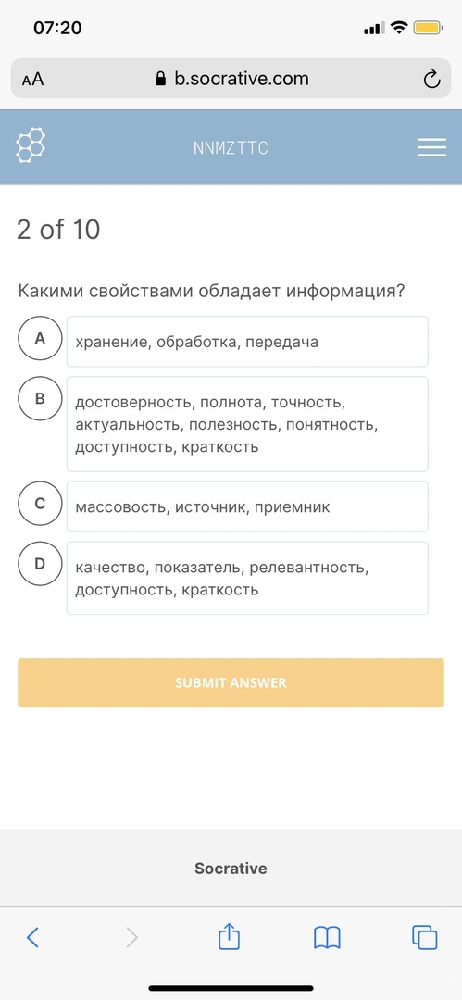 07:20
AA b.socrative.com
NNMZTTC
2 of 10
Какими свойствами обладает информация?
A хранение, обработка, передача
B достоверность, полнота, точность,
актуальность, полезность, понятность,
доступность, краткость
C массовость, источник, приемник
D качество, показатель, релевантность,
доступность, краткость
SUBMIT ANSWER
Socrative